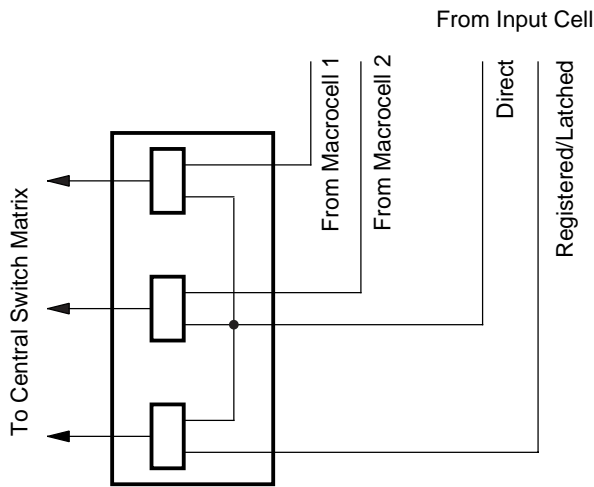 From Input Cell
From Macrocell 1
From Macrocell 2
Direct
Registered/Latched
To Central Switch Matrix